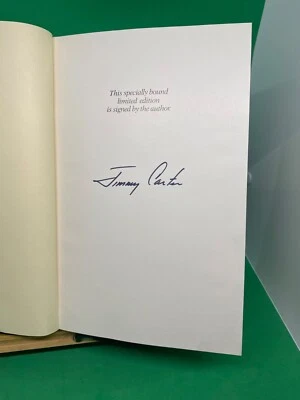 This specially bound
limited edition
is signed by the author
Jimmy Carter